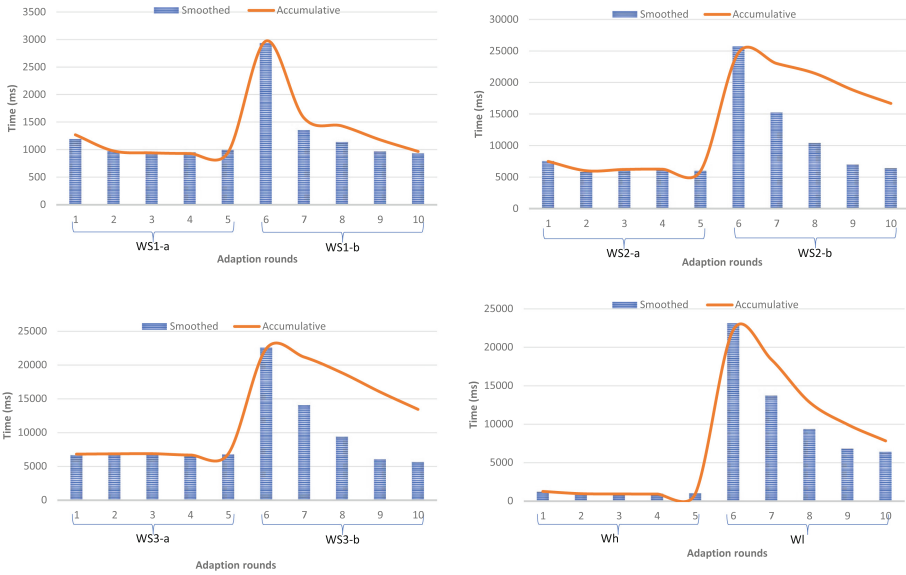 Smoothed Accumulative
3500
3000
2500
2000
1500
1000
500
0
Time (ms)
1 2 3 4 5 6 7 8 9 10
WS1-a WS1-b
Adaption rounds
Smoothed Accumulative
30000
25000
20000
15000
10000
5000
0
Time (ms)
1 2 3 4 5 6 7 8 9 10
WS2-a WS2-b
Adaption rounds
Smoothed Accumulative
25000
20000
15000
10000
5000
0
Time (ms)
1 2 3 4 5 6 7 8 9 10
WS3-a WS3-b
Adaption rounds
Smoothed Accumulative
25000
20000
15000
10000
5000
0
Time (ms)
1 2 3 4 5 6 7 8 9 10
Wh Wl
Adaption rounds